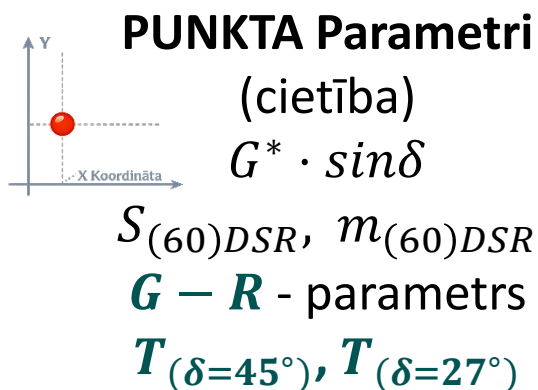 PUNKTA Parametri
Y
(cietība)
X Koordināta
G* · sinδ
S(60)DSR, m(60)DSR
G − R - parametrs
T(δ=45°), T(δ=27°)